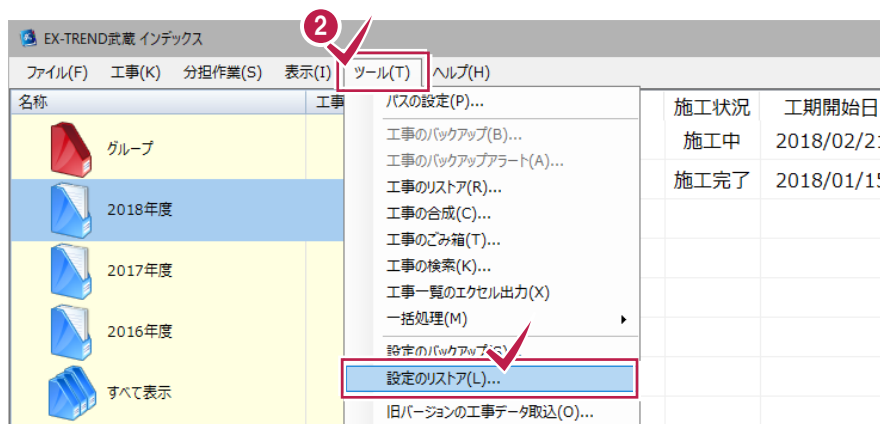 2
EX-TREND武蔵 インデックス
ファイル(F) 工事(K) 分担作業(S) 表示(I) ツール(T) ヘルプ(H)
名称 工事 施工状況 工期開始日
グループ
2018年度
2017年度
2016年度
すべて表示
パスの設定(P)...
工事のバックアップ(B)...
工事のバックアップアラート(A)...
工事のリストア(R)...
工事の合成(C)...
工事のごみ箱(T)...
工事の検索(K)...
工事一覧のエクセル出力(X)
一括処理(M)
設定のバックアップ(S)...
設定のリストア(L)...
旧バージョンの工事データ取込(O)...
施工中 2018/02/21
施工完了 2018/01/15